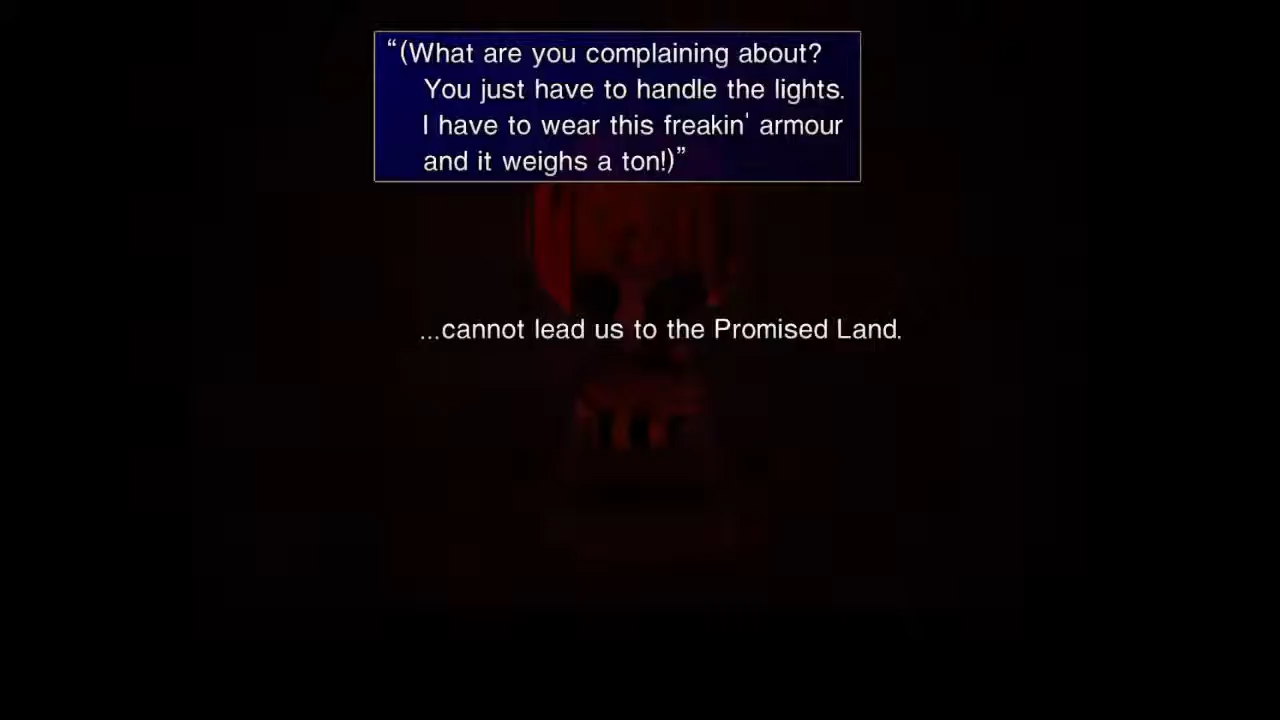 “(What are you complaining about?
You just have to handle the lights.
I have to wear this freakin' armour
and it weighs a ton!)”
...cannot lead us to the Promised Land.